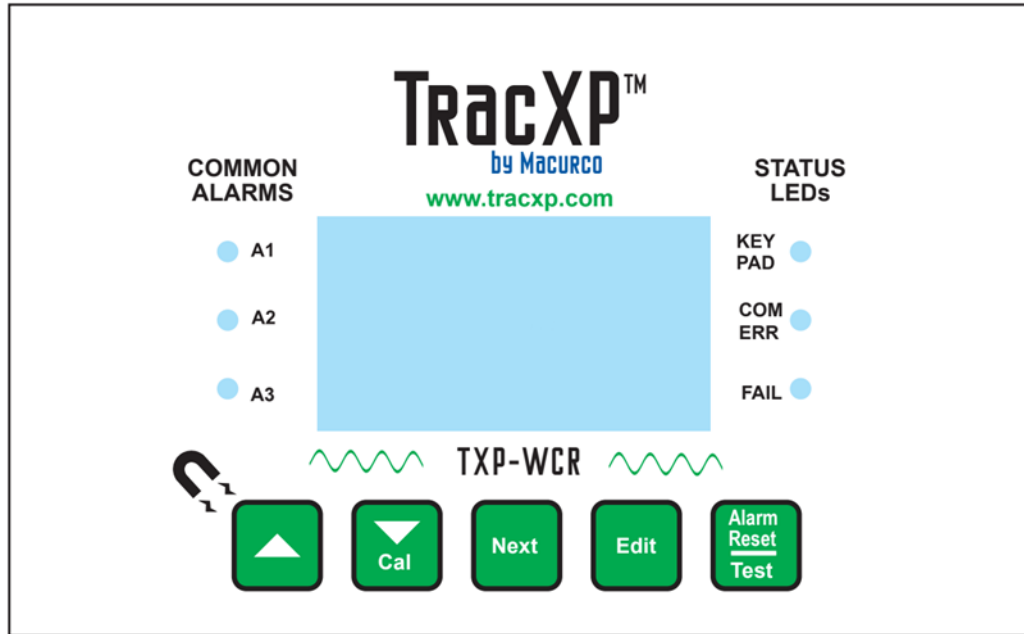 TRacXP™
by Macurco
www.tracxp.com
COMMON
ALARMS
A1
A2
A3
STATUS
LEDs
KEY
PAD
COM
ERR
FAIL
TXP-WCR
Cal
Next
Edit
Alarm
Reset
Test